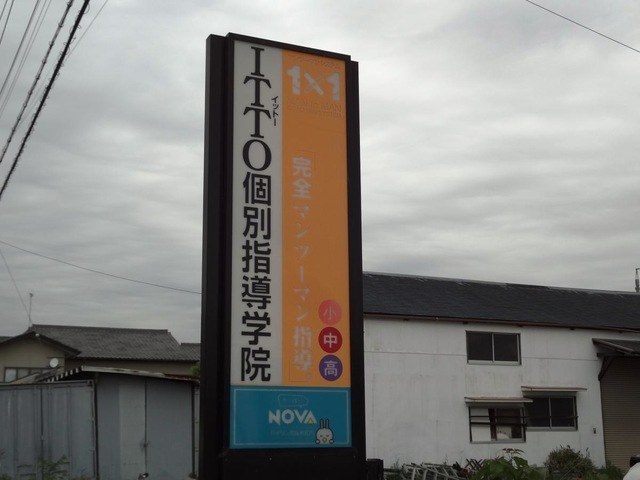 ITTO個別指導学院
イットー
1×1
「完全マンツーマン指導」
小
中
高
NOVA